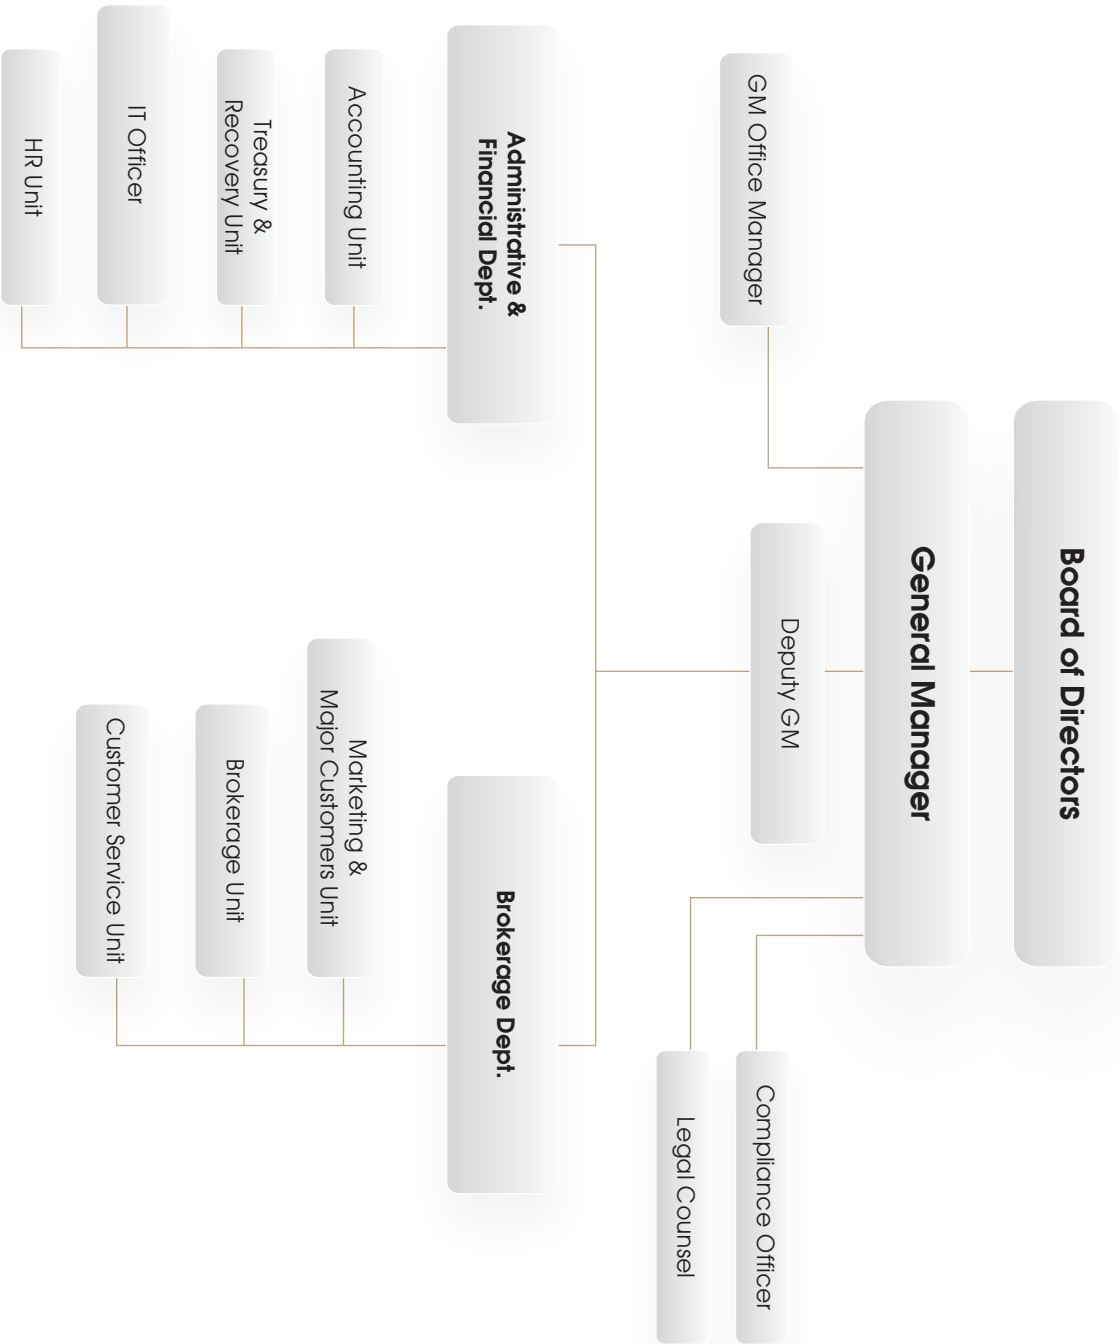 Board of Directors
General Manager
GM Office Manager
Deputy GM
Compliance Officer
Legal Counsel
Administrative &
Financial Dept.
Brokerage Dept.
Accounting Unit
Treasury &
Recovery Unit
IT Officer
HR Unit
Marketing &
Major Customers Unit
Brokerage Unit
Customer Service Unit